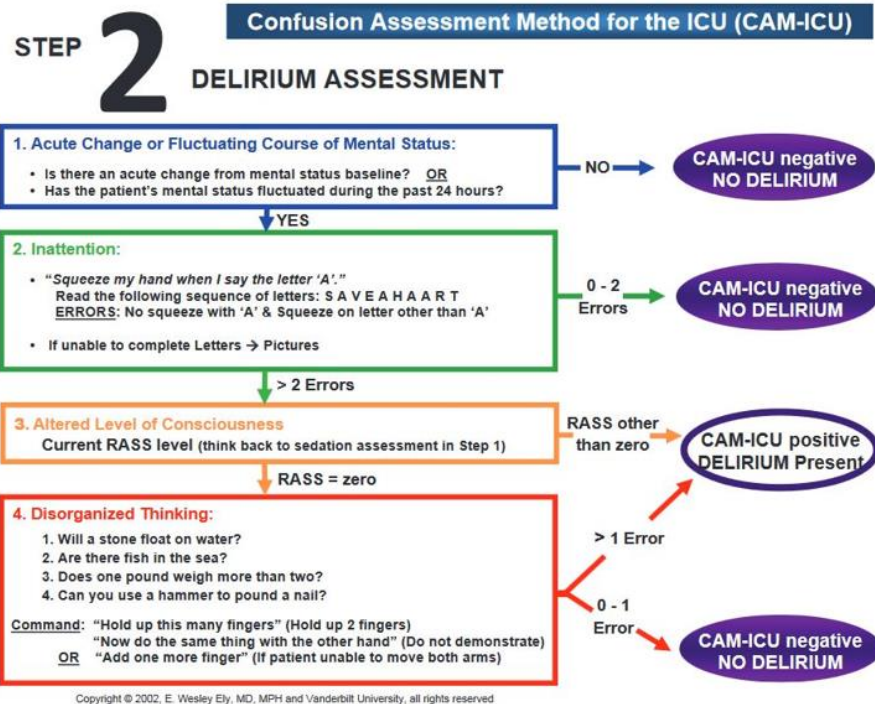 Confusion Assessment Method for the ICU (CAM-ICU)
STEP 2 DELIRIUM ASSESSMENT
1. Acute Change or Fluctuating Course of Mental Status:
• Is there an acute change from mental status baseline? OR
• Has the patient's mental status fluctuated during the past 24 hours?
NO
CAM-ICU negative
NO DELIRIUM
YES
2. Inattention:
• "Squeeze my hand when I say the letter 'A'."
Read the following sequence of letters: S A V E A H A A R T
ERRORS: No squeeze with 'A' & Squeeze on letter other than 'A'
• If unable to complete Letters → Pictures
0 - 2
Errors
CAM-ICU negative
NO DELIRIUM
> 2 Errors
3. Altered Level of Consciousness
Current RASS level (think back to sedation assessment in Step 1)
RASS other
than zero
CAM-ICU positive
DELIRIUM Present
RASS = zero
4. Disorganized Thinking:
1. Will a stone float on water?
2. Are there fish in the sea?
3. Does one pound weigh more than two?
4. Can you use a hammer to pound a nail?
Command: "Hold up this many fingers" (Hold up 2 fingers)
"Now do the same thing with the other hand" (Do not demonstrate)
OR "Add one more finger" (If patient unable to move both arms)
> 1 Error
0 - 1
Error
CAM-ICU negative
NO DELIRIUM
Copyright © 2002, E. Wesley Ely, MD, MPH and Vanderbilt University, all rights reserved